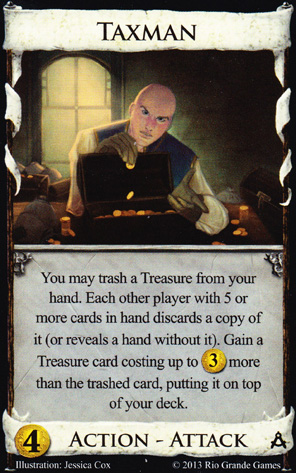 TAXMAN
You may trash a Treasure from your
hand. Each other player with 5 or
more cards in hand discards a copy of
it (or reveals a hand without it). Gain a
Treasure card costing up to 3 more
than the trashed card, putting it on top
of your deck.
4 ACTION - ATTACK
Illustration: Jessica Cox © 2013 Rio Grande Games